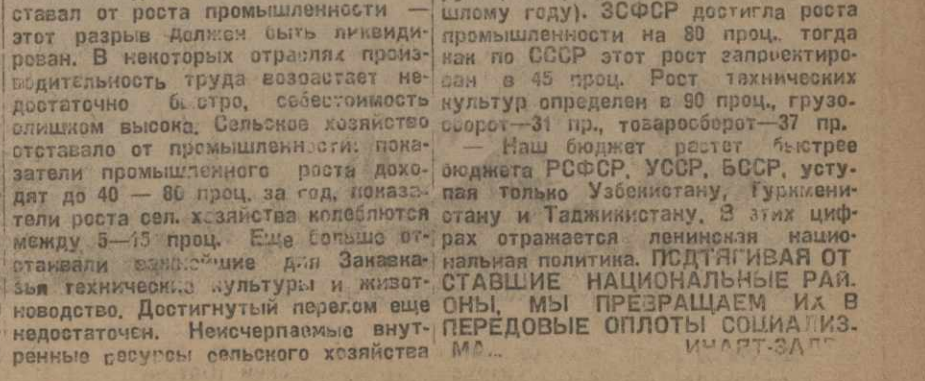 ставал от роста промышленности —
этот разрыв должен быть ликвиди-
рован. В некоторых отраслях произ-
водительность труда возрастает не-
достаточно быстро, себестоимость
слишком высока. Сельское хозяйство
отставало от промышленности: пока-
затели промышленного роста дохо-
дят до 40 — 80 проц. за год, показа-
тели роста сел. хозяйства колеблются
между 5—15 проц. Еще больше от-
стаивали важнейшие для Закавка-
зья технические культуры и живот-
новодство. Достигнутый перелом еще
недостаточен. Неисчерпаемые внут-
ренные ресурсы сельского хозяйства
шлому году). ЗСФСР достигла роста
промышленности на 80 проц., тогда
как по СССР этот рост запроектиро-
ван в 45 проц. Рост технических
культур определен в 90 проц., грузо-
оборот—31 пр., товарооборот—37 пр.
— Наш бюджет растет быстрее
бюджета РСФСР, УССР, БССР, усту-
пая только Узбекистану, Туркмени-
стану и Таджикистану. В этих циф-
рах отражается ленинская нацио-
нальная политика. ПОДТЯГИВАЯ ОТ
СТАВШИЕ НАЦИОНАЛЬНЫЕ РАЙ.
ОНЫ, МЫ ПРЕВРАЩАЕМ ИХ В
ПЕРЕДОВЫЕ ОПЛОТЫ СОЦИАЛИЗ-
МА...